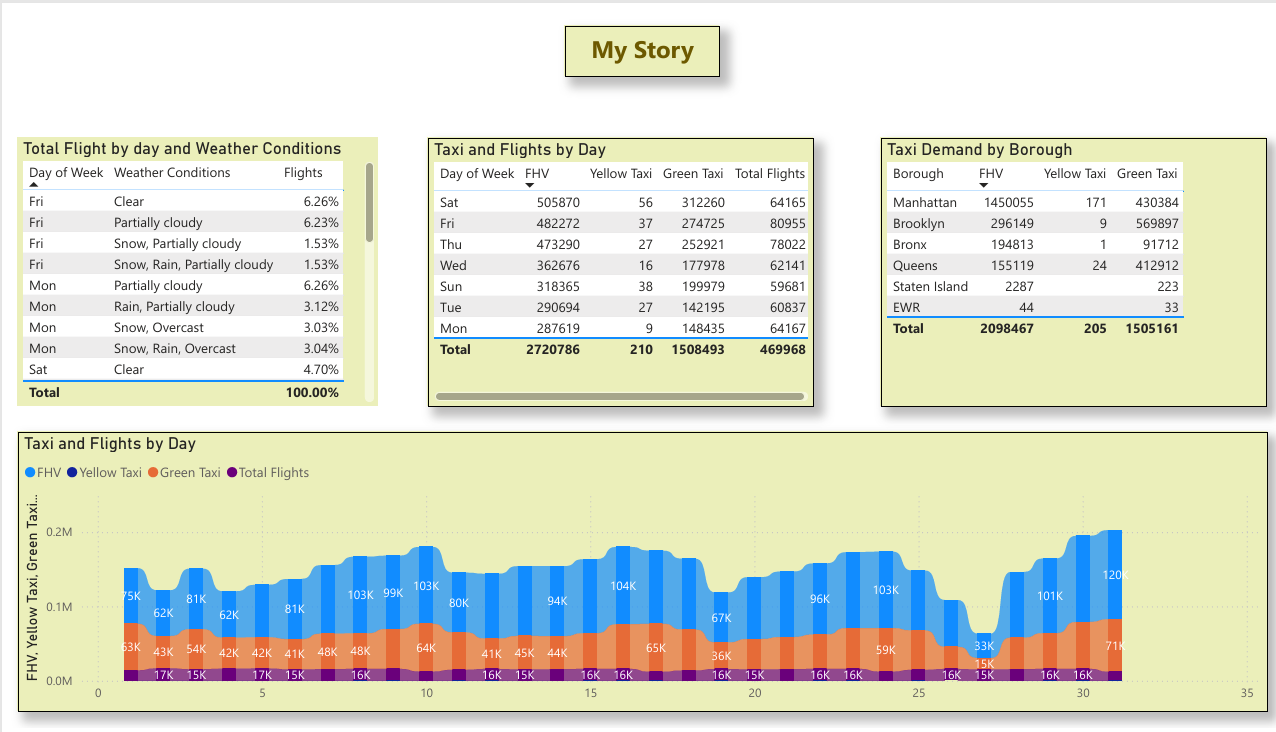 My Story
Total Flight by day and Weather Conditions
Day of Week Weather Conditions Flights
Fri Clear 6.26%
Fri Partially cloudy 6.23%
Fri Snow, Partially cloudy 1.53%
Fri Snow, Rain, Partially cloudy 1.53%
Mon Partially cloudy 6.26%
Mon Rain, Partially cloudy 3.12%
Mon Snow, Overcast 3.03%
Mon Snow, Rain, Overcast 3.04%
Sat Clear 4.70%
Total 100.00%
Taxi and Flights by Day
Day of Week FHV Yellow Taxi Green Taxi Total Flights
Sat 505870 56 312260 64165
Fri 482272 37 274725 80955
Thu 473290 27 252921 78022
Wed 362676 16 177978 62141
Sun 318365 38 199979 59681
Tue 290694 27 142195 60837
Mon 287619 9 148435 64167
Total 2720786 210 1508493 469968
Taxi Demand by Borough
Borough FHV Yellow Taxi Green Taxi
Manhattan 1450055 171 430384
Brooklyn 296149 9 569897
Bronx 194813 1 91712
Queens 155119 24 412912
Staten Island 2287 223
EWR 44 33
Total 2098467 205 1505161
Taxi and Flights by Day
FHV Yellow Taxi Green Taxi Total Flights
FHV, Yellow Taxi, Green Taxi...
0.2M
0.1M
0.0M
75K 62K 81K 62K 81K 103K 99K 103K 80K 94K 104K 67K 96K 103K 33K 101K 120K
63K 43K 54K 42K 42K 41K 48K 48K 64K 41K 45K 44K 65K 36K 59K 15K 71K
17K 15K 17K 15K 16K 16K 15K 16K 16K 16K 15K 16K 16K 16K 15K 16K 16K
0 5 10 15 20 25 30 35